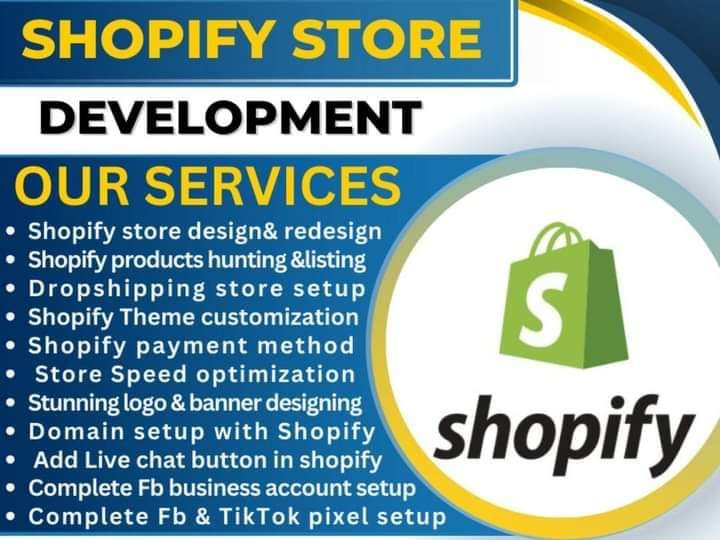 SHOPIFY STORE
DEVELOPMENT
OUR SERVICES
• Shopify store design& redesign
• Shopify products hunting &listing
• Dropshipping store setup
• Shopify Theme customization
• Shopify payment method
• Store Speed optimization
• Stunning logo & banner designing
• Domain setup with Shopify
• Add Live chat button in shopify
• Complete Fb business account setup
• Complete Fb & TikTok pixel setup
S
shopify